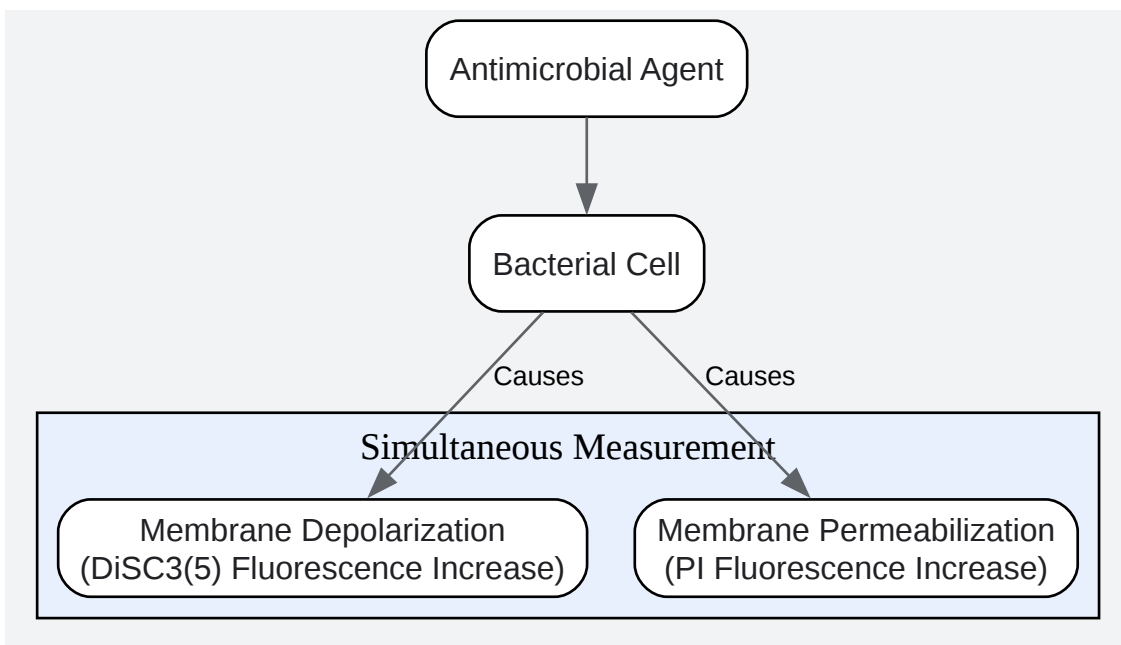 Antimicrobial Agent
Bacterial Cell
Causes
Causes
Simultaneous Measurement
Membrane Depolarization
(DiSC3(5) Fluorescence Increase)
Membrane Permeabilization
(PI Fluorescence Increase)